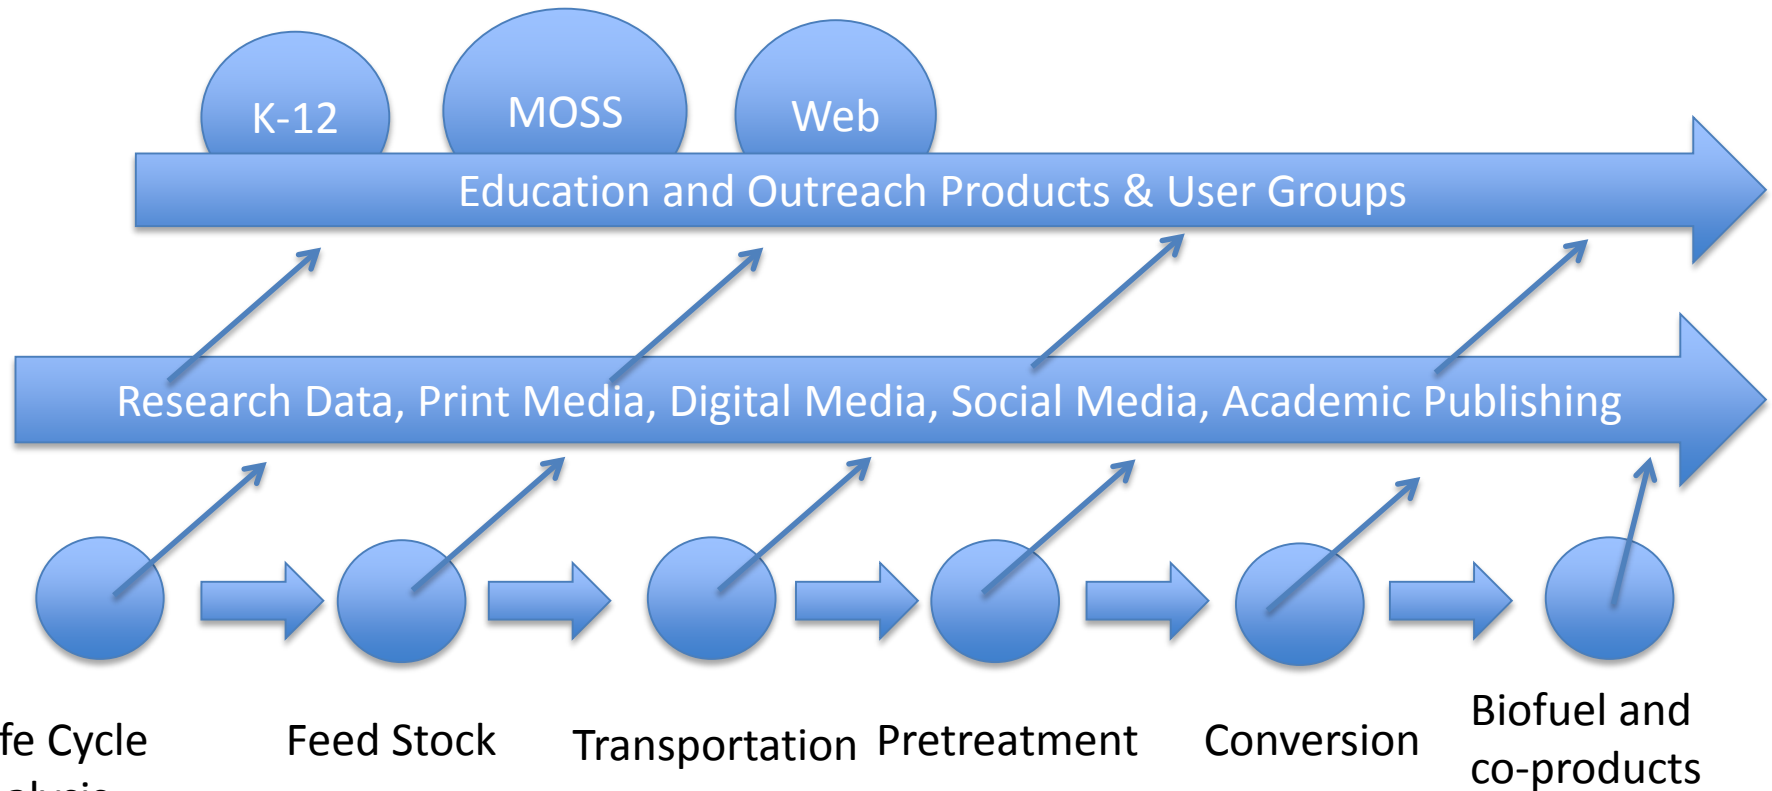 K-12
MOSS
Web
Education and Outreach Products & User Groups
Research Data, Print Media, Digital Media, Social Media, Academic Publishing
Cycle
Feed Stock
Transportation
Pretreatment
Conversion
Biofuel and
co-products